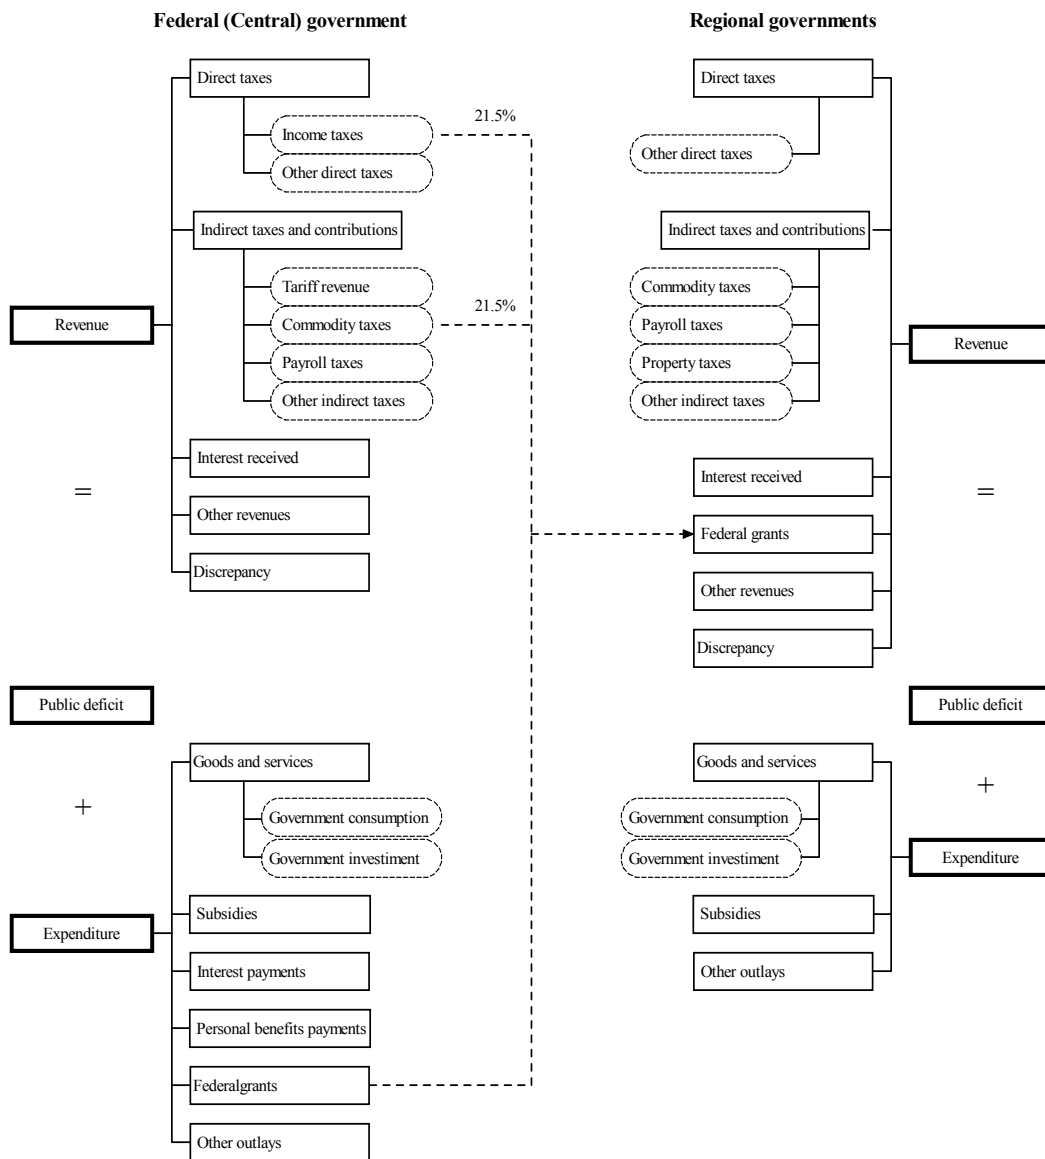 Federal (Central) government
Regional governments
Direct taxes
Income taxes
Other direct taxes
Indirect taxes and contributions
Tariff revenue
Commodity taxes
Payroll taxes
Other indirect taxes
Revenue
Interest received
=
Other revenues
Discrepancy
Public deficit
Goods and services
+
Government consumption
Government investiment
Subsidies
Expenditure
Interest payments
Personal benefits payments
Federalgrants
Other outlays
21.5%
21.5%
Direct taxes
Other direct taxes
Indirect taxes and contributions
Commodity taxes
Payroll taxes
Property taxes
Other indirect taxes
Revenue
Interest received
=
Federal grants
Other revenues
Discrepancy
Public deficit
Goods and services
+
Government consumption
Government investiment
Expenditure
Subsidies
Other outlays